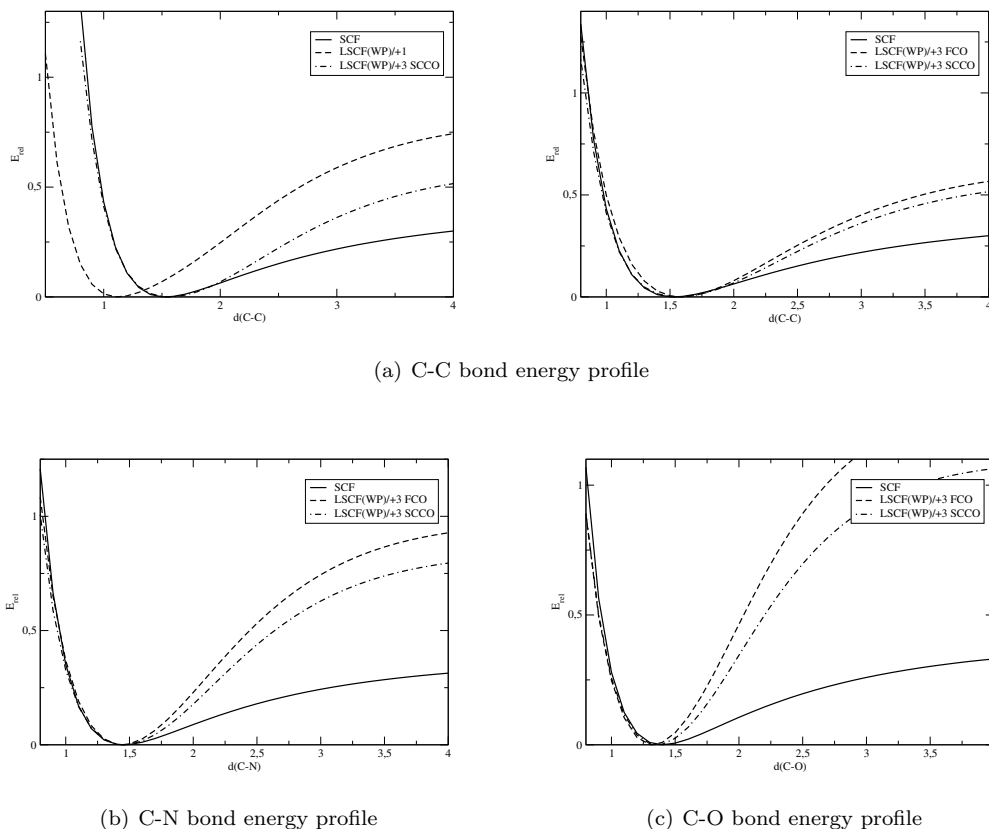 SCF
LSCF(WP)/+1
LSCF(WP)/+3 SCCO
1
0,5
0
E_rel
1
2
3
4
d(C-C)
SCF
LSCF(WP)/+3 FCO
LSCF(WP)/+3 SCCO
1
0,5
0
E_rel
1
1,5
2
2,5
3
3,5
4
d(C-C)
(a) C-C bond energy profile
SCF
LSCF(WP)/+3 FCO
LSCF(WP)/+3 SCCO
1
0,5
0
E_rel
1
1,5
2
2,5
3
3,5
4
d(C-N)
SCF
LSCF(WP)/+3 FCO
LSCF(WP)/+3 SCCO
1
0,5
0
E_rel
1
1,5
2
2,5
3
3,5
d(C-O)
(b) C-N bond energy profile
(c) C-O bond energy profile